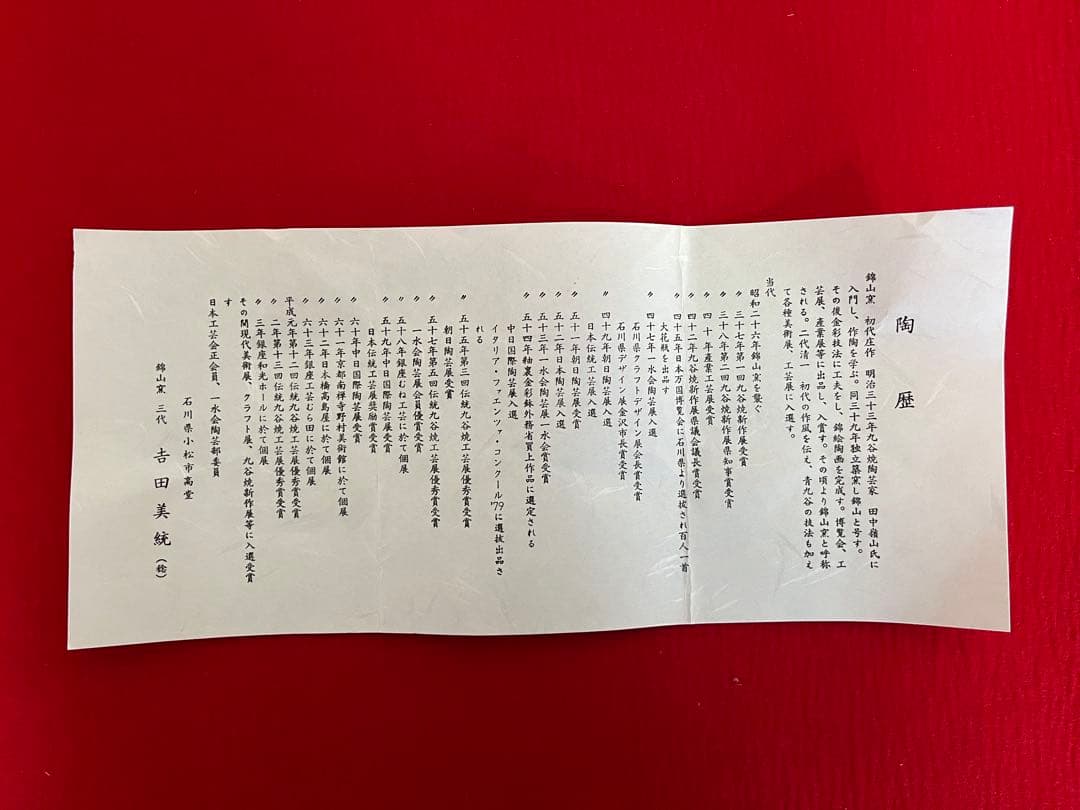 陶歴
錦山窯 初代庄作 明治三十三年九谷焼陶芸家 田中嶺山氏に
入門し、作陶を学ぶ。同三十九年独立築窯し錦山と号す。
その後金彩技法に工夫をし、錦絵陶画を完成す。博覧会、工
芸展、産業展等に出品し、入賞す。その頃より錦山窯と呼称
される。二代清一 初代の作風を伝え、青九谷の技法も加え
て各種美術展、工芸展に入選す。
当代
昭和二十六年錦山窯を継ぐ
〃 三十七年第一回九谷焼新作展受賞
〃 三十八年第二回九谷焼新作展県知事賞受賞
〃 四十年産業工芸展受賞
〃 四十二年九谷焼新作展県議会議長賞受賞
〃 四十五年日本万国博覧会に石川県より選抜され百人一首
大花瓶を出品す
〃 四十七年一水会陶芸展入選
石川県クラフトデザイン展会長賞受賞
石川県デザイン展金沢市長賞受賞
〃 四十九年朝日陶芸展入選
日本伝統工芸展入選
〃 五十一年朝日陶芸展受賞
〃 五十二年日本陶芸展入選
〃 五十三年一水会陶芸展一水会賞受賞
〃 五十四年釉裏金彩鉢外務省買上作品に選定される
中日国際陶芸展入選
イタリア・ファエンツァ・コンクール'79に選抜出品さ
れる
〃 五十五年第三回伝統九谷焼工芸展優秀賞受賞
朝日陶芸展受賞
〃 五十七年第五回伝統九谷焼工芸展優秀賞受賞
一水会陶芸展会員優賞受賞
〃 五十八年銀座むね工芸に於て個展
〃 五十九年中日国際陶芸展受賞
日本伝統工芸展奨励賞受賞
〃 六十年中日国際陶芸展受賞
〃 六十一年京都南禅寺野村美術館に於て個展
〃 六十二年日本橋高島屋に於て個展
〃 六十三年銀座工芸むら田に於て個展
平成元年第十二回伝統九谷焼工芸展優秀賞受賞
〃 二年第十三回伝統九谷焼工芸展優秀賞受賞
〃 三年銀座和光ホールに於て個展
その間現代美術展、クラフト展、九谷焼新作展等に入選受賞
す
日本工芸会正会員、一水会陶芸部委員
石川県小松市高堂
錦山窯 三代 吉田美統（稔）